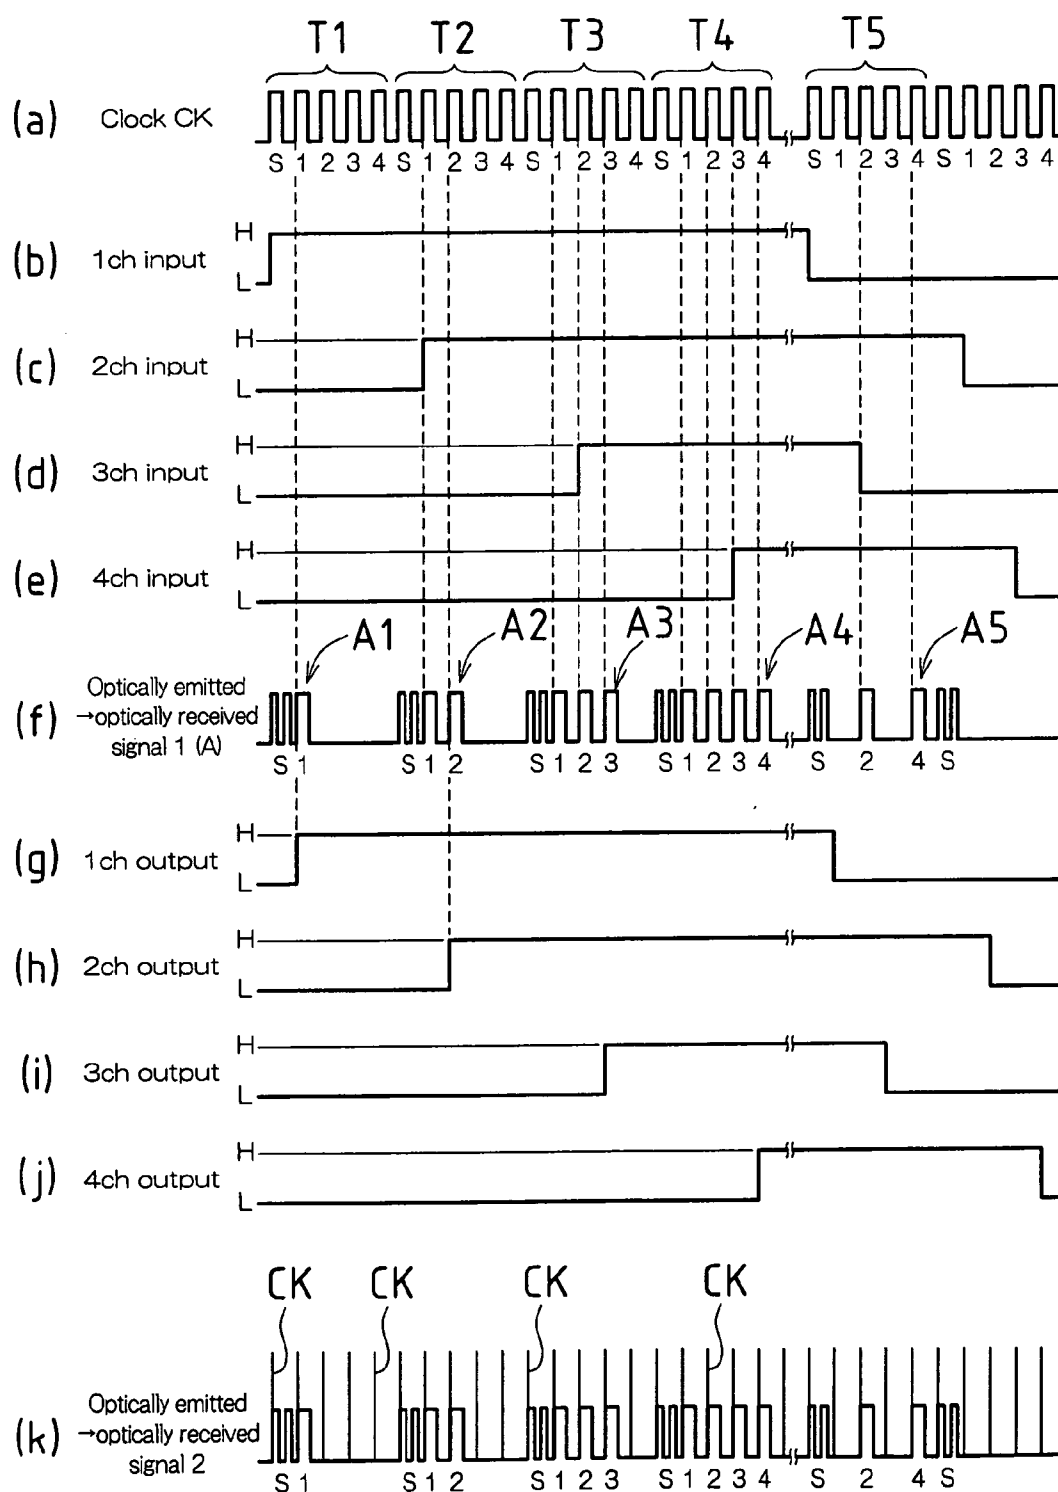 T1 T2 T3 T4 T5
(a) Clock CK
S 1 2 3 4 S 1 2 3 4 S 1 2 3 4 S 1 2 3 4 S 1 2 3 4 S 1 2 3 4
(b) 1ch input H L
(c) 2ch input H L
(d) 3ch input H L
(e) 4ch input H L
A1 A2 A3 A4 A5
(f) Optically emitted
→optically received
signal 1 (A)
S 1 S 1 2 S 1 2 3 S 1 2 3 4 S 2 4 S
(g) 1ch output H L
(h) 2ch output H L
(i) 3ch output H L
(j) 4ch output H L
CK CK CK CK
(k) Optically emitted
→optically received
signal 2
S 1 S 1 2 S 1 2 3 S 1 2 3 4 S 2 4 S